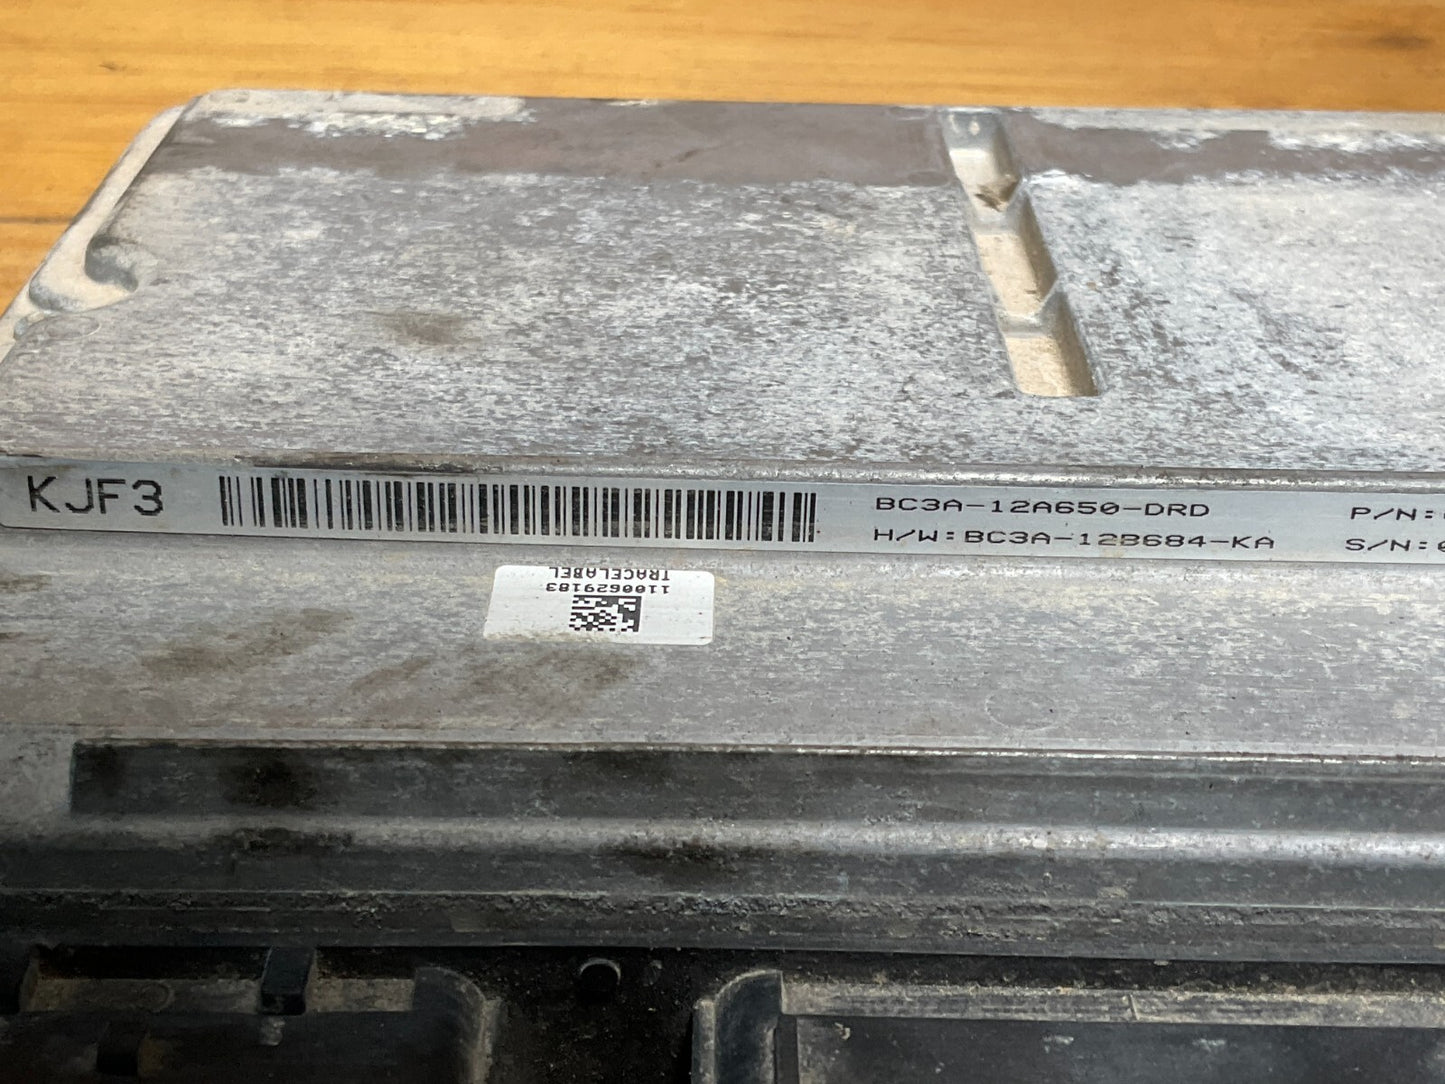 KJF3
BC3A-12A650-DRD
P/N:
H/W:BC3A-12B684-KA
S/N:
TRACELABEL
1100629183